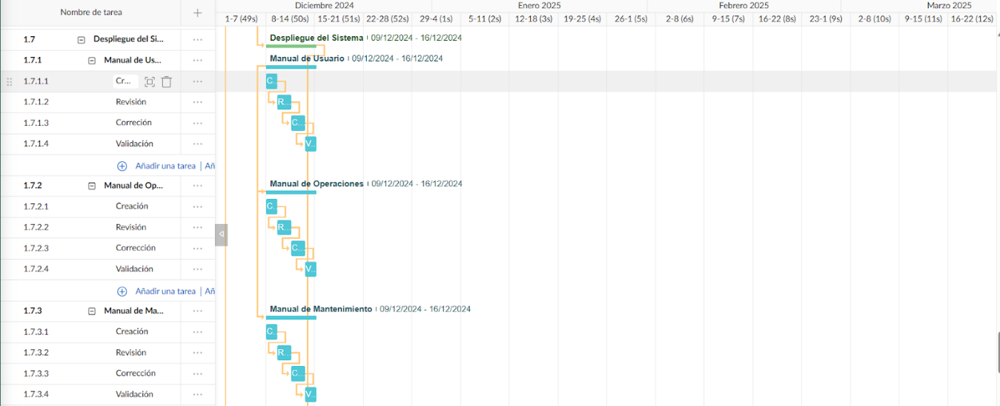 Nombre de tarea
Diciembre 2024 Enero 2025 Febrero 2025 Marzo 2025
1-7 (49s) 8-14 (50s) 15-21 (51s) 22-28 (52s) 29-4 (1s) 5-11 (2s) 12-18 (3s) 19-25 (4s) 26-1 (5s) 2-8 (6s) 9-15 (7s) 16-22 (8s) 23-1 (9s) 2-8 (10s) 9-15 (11s) 16-22 (12s)
1.7 Despliegue del Si... Despliegue del Sistema 09/12/2024 - 16/12/2024
1.7.1 Manual de Us... Manual de Usuario 09/12/2024 - 16/12/2024
1.7.1.1 Cr... C..
1.7.1.2 Revisión R...
1.7.1.3 Correción C...
1.7.1.4 Validación V..
Añadir una tarea | Añ
1.7.2 Manual de Op... Manual de Operaciones 09/12/2024 - 16/12/2024
1.7.2.1 Creación C..
1.7.2.2 Revisión R...
1.7.2.3 Corrección C...
1.7.2.4 Validación V..
Añadir una tarea | Añ
1.7.3 Manual de Ma... Manual de Mantenimiento 09/12/2024 - 16/12/2024
1.7.3.1 Creación C..
1.7.3.2 Revisión R...
1.7.3.3 Corrección C...
1.7.3.4 Validación V..